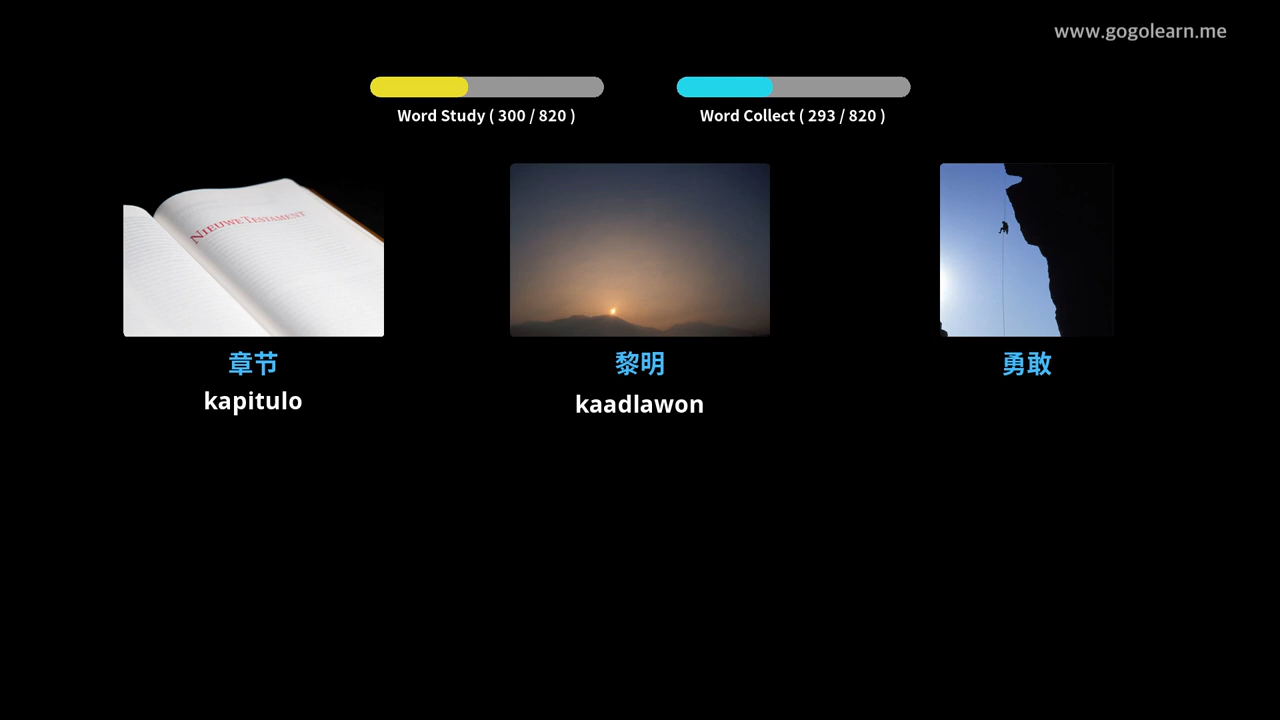 www.gogolearn.me
Word Study ( 300 / 820 )
Word Collect ( 293 / 820 )
NIEUWE TESTAMENT
章节
黎明
勇敢
kapitulo
kaadlawon